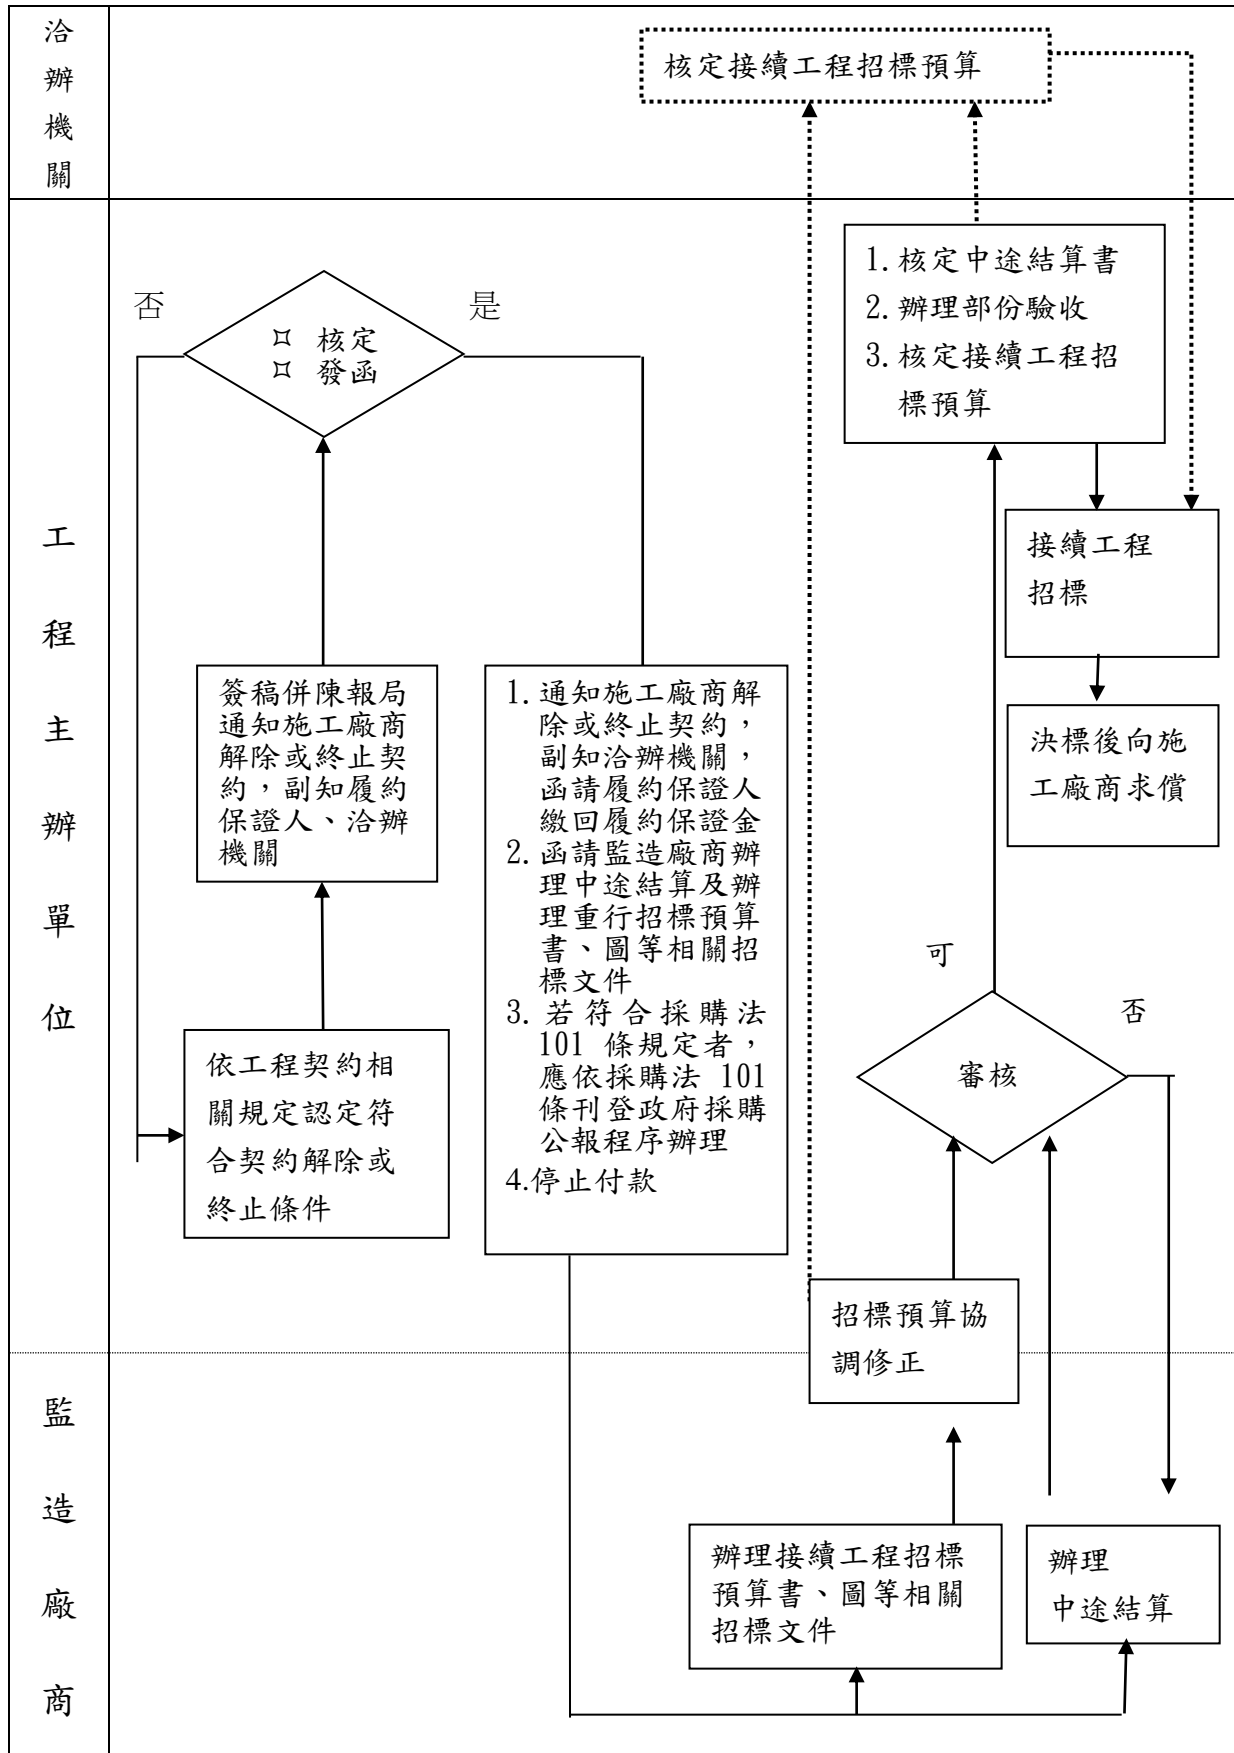 洽
辦
機
關
核定接續工程招標預算
工
程
主
辦
單
位
否
是
¤ 核定
¤ 發函
簽稿併陳報局
通知施工廠商
解除或終止契
約，副知履約
保證人、洽辦
機關
依工程契約相
關規定認定符
合契約解除或
終止條件
1. 通知施工廠商解
除或終止契約，
副知洽辦機關，
函請履約保證人
繳回履約保證金
2. 函請監造廠商辦
理中途結算及辦
理重行招標預算
書、圖等相關招
標文件
3. 若符合採購法
101 條規定者，
應依採購法 101
條刊登政府採購
公報程序辦理
4.停止付款
1. 核定中途結算書
2. 辦理部份驗收
3. 核定接續工程招
標預算
接續工程
招標
決標後向施
工廠商求償
可
否
審核
招標預算協
調修正
監
造
廠
商
辦理接續工程招標
預算書、圖等相關
招標文件
辦理
中途結算